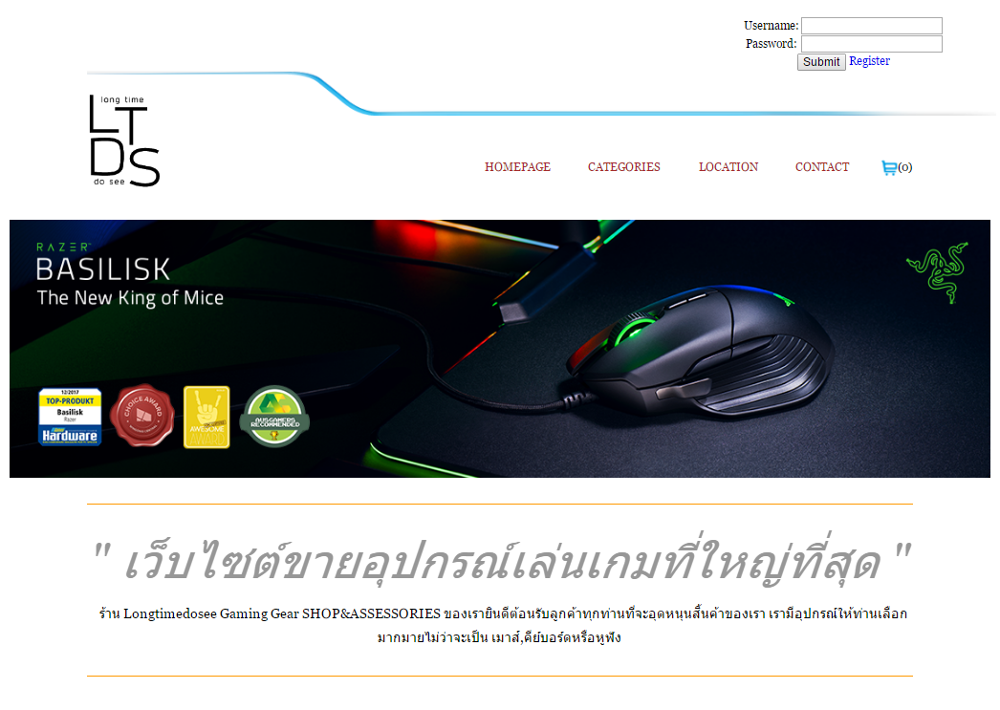 Username:
Password:
Submit Register
long time
LT
DS
do see
HOMEPAGE CATEGORIES LOCATION CONTACT (0)
RAZER
BASILISK
The New King of Mice
12/2017
TOP-PRODUKT
Basilisk
Razer
Hardware
CHOICE AWARD
AWESOME
AUSGAMERS
RECOMMENDED
" เว็บไซต์ขายอุปกรณ์เล่นเกมที่ใหญ่ที่สุด "
ร้าน Longtimedosee Gaming Gear SHOP&ASSESSORIES ของเรายินดีต้อนรับลูกค้าทุกท่านที่จะอุดหนุนสิ้นค้าของเรา เรามีอุปกรณ์ให้ท่านเลือก
มากมายไม่ว่าจะเป็น เมาส์,คีย์บอร์ดหรือหูฟัง